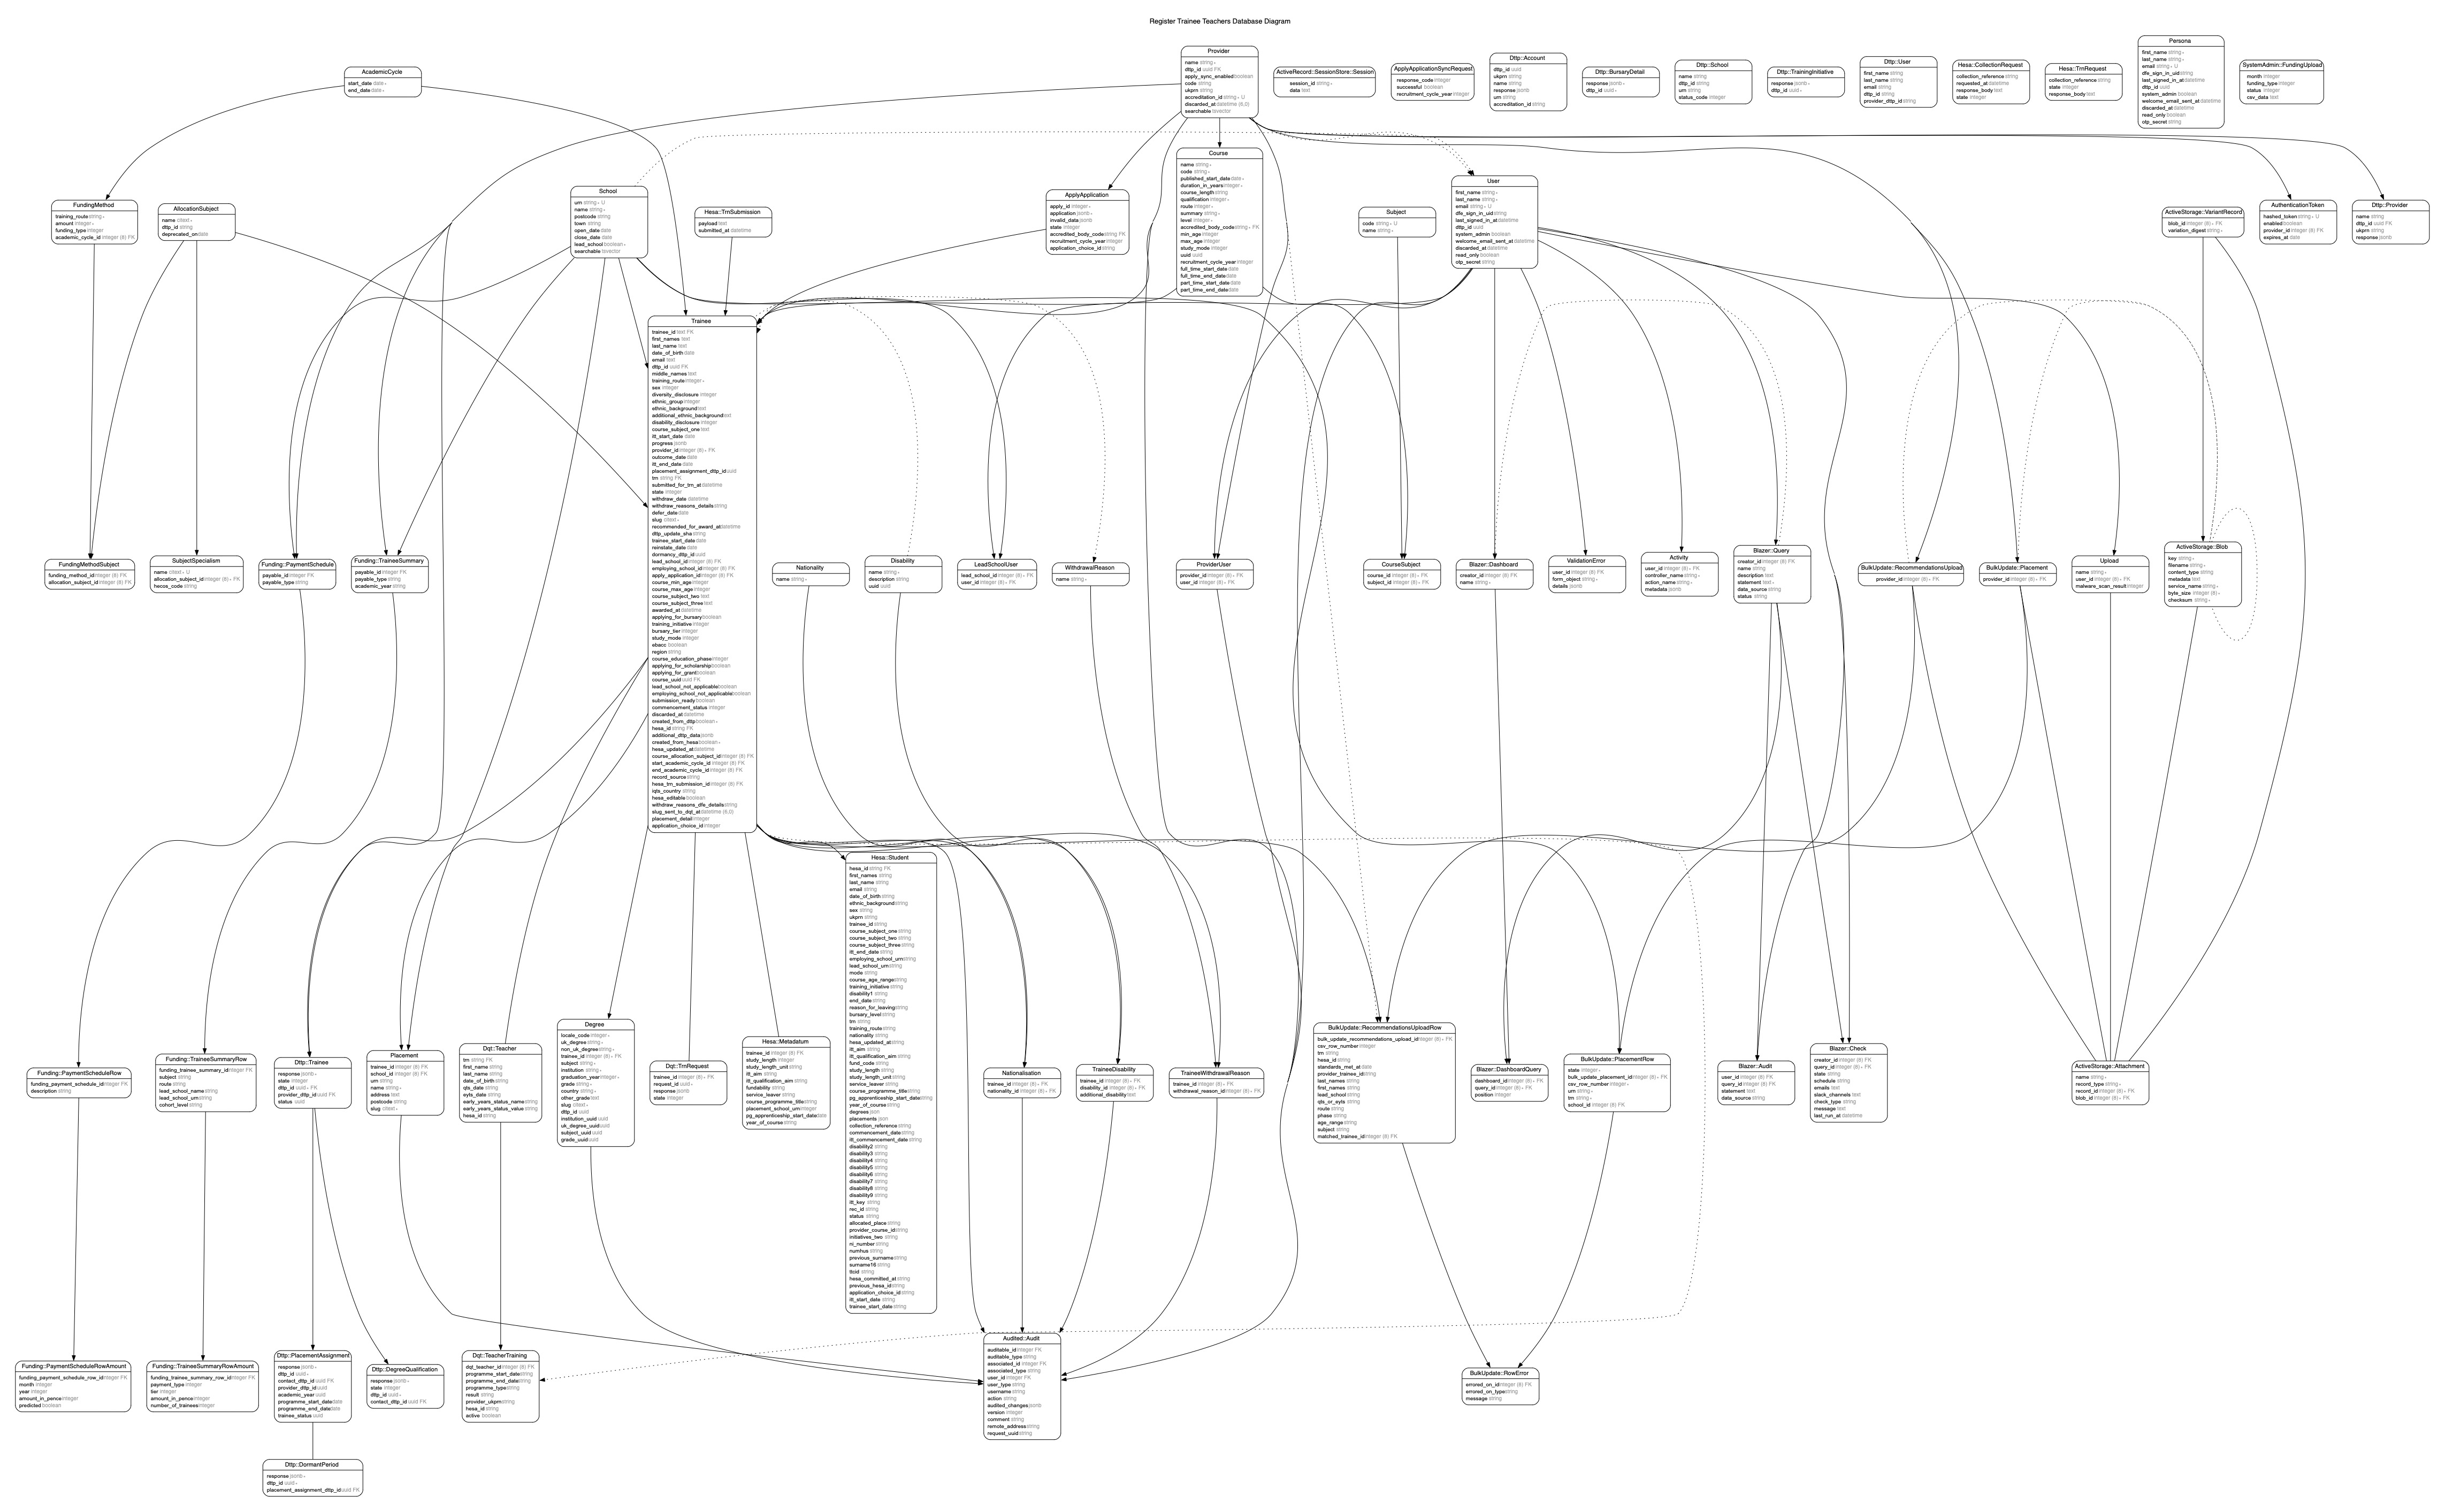 Register Trainee Teachers Database Diagram
AcademicCycle
start_date date *
end_date date *
Provider
name string *
dttp_id uuid FK
apply_sync_enabled boolean
code string
ukprn string
accreditation_id string * U
discarded_at datetime (6,0)
searchable tsvector
ActiveRecord::SessionStore::Session
session_id string *
data text
ApplyApplicationSyncRequest
response_code integer
successful boolean
recruitment_cycle_year integer
Dttp::Account
dttp_id uuid
ukprn string
name string
response jsonb
urn string
accreditation_id string
Dttp::BursaryDetail
response jsonb *
dttp_id uuid *
Dttp::School
name string
dttp_id string
urn string
status_code integer
Dttp::TrainingInitiative
response jsonb *
dttp_id uuid *
Dttp::User
first_name string
last_name string
email string
dttp_id string
provider_dttp_id string
Hesa::CollectionRequest
collection_reference string
requested_at datetime
response_body text
state integer
Hesa::TrnRequest
collection_reference string
state integer
response_body text
Persona
first_name string *
last_name string *
email string * U
dfe_sign_in_uid string
last_signed_in_at datetime
dttp_id uuid
system_admin boolean
welcome_email_sent_at datetime
discarded_at datetime
read_only boolean
otp_secret string
SystemAdmin::FundingUpload
month integer
funding_type integer
status integer
csv_data text
FundingMethod
training_route string *
amount integer *
funding_type integer
academic_cycle_id integer (8) FK
AllocationSubject
name citext *
dttp_id string
deprecated_on date
School
urn string * U
name string *
postcode string
town string
open_date date
close_date date
lead_school boolean *
searchable tsvector
Hesa::TrnSubmission
payload text
submitted_at datetime
ApplyApplication
apply_id integer *
application jsonb *
invalid_data jsonb
state integer
accredited_body_code string FK
recruitment_cycle_year integer
application_choice_id string
Course
name string *
code string *
published_start_date date *
duration_in_years integer *
course_length string
qualification integer *
route integer *
summary string *
level integer *
accredited_body_code string * FK
min_age integer
max_age integer
study_mode integer
uuid uuid
recruitment_cycle_year integer
full_time_start_date date
full_time_end_date date
part_time_start_date date
part_time_end_date date
Subject
code string * U
name string *
User
first_name string *
last_name string *
email string * U
dfe_sign_in_uid string
last_signed_in_at datetime
dttp_id uuid
system_admin boolean
welcome_email_sent_at datetime
discarded_at datetime
read_only boolean
otp_secret string
ActiveStorage::VariantRecord
blob_id integer (8) * FK
variation_digest string *
AuthenticationToken
hashed_token string * U
enabled boolean *
provider_id integer (8) * FK
expires_at date
Dttp::Provider
name string
dttp_id uuid FK
ukprn string
response jsonb
Trainee
trainee_id text FK
first_names text
last_name text
date_of_birth date
email text
dttp_id uuid FK
middle_names text
training_route integer *
sex integer
diversity_disclosure integer
ethnic_group integer
ethnic_background text
additional_ethnic_background text
disability_disclosure integer
course_subject_one text
itt_start_date date
progress jsonb
provider_id integer (8) * FK
outcome_date date
itt_end_date date
placement_assignment_dttp_id uuid
trn string FK
submitted_for_trn_at datetime
state integer
withdraw_date datetime
withdraw_reasons_details string
defer_date date
slug citext *
recommended_for_award_at datetime
dttp_update_sha string
trainee_start_date date
reinstate_date date
dormancy_dttp_id uuid
lead_school_id integer (8) FK
employing_school_id integer (8) FK
apply_application_id integer (8) FK
course_min_age integer
course_max_age integer
course_subject_two text
course_subject_three text
awarded_at datetime
applying_for_bursary boolean
training_initiative integer
bursary_tier integer
study_mode integer
ebacc boolean
region string
course_education_phase integer
applying_for_scholarship boolean
applying_for_grant boolean
course_uuid uuid FK
lead_school_not_applicable boolean
employing_school_not_applicable boolean
submission_ready boolean
commencement_status integer
discarded_at datetime
created_from_dttp boolean *
hesa_id string FK
additional_dttp_data jsonb
created_from_hesa boolean *
hesa_updated_at datetime
course_allocation_subject_id integer (8) FK
start_academic_cycle_id integer (8) FK
end_academic_cycle_id integer (8) FK
record_source string
hesa_trn_submission_id integer (8) FK
iqts_country string
hesa_editable boolean
withdraw_reasons_dfe_details string
slug_sent_to_dqt_at datetime (6,0)
placement_detail integer
application_choice_id integer
FundingMethodSubject
funding_method_id integer (8) FK
allocation_subject_id integer (8) FK
SubjectSpecialism
name citext * U
allocation_subject_id integer (8) * FK
hecos_code string
Funding::PaymentSchedule
payable_id integer FK
payable_type string
Funding::TraineeSummary
payable_id integer FK
payable_type string
academic_year string
Nationality
name string *
Disability
name string *
description string
uuid uuid
LeadSchoolUser
lead_school_id integer (8) * FK
user_id integer (8) * FK
WithdrawalReason
name string *
ProviderUser
provider_id integer (8) * FK
user_id integer (8) * FK
CourseSubject
course_id integer (8) * FK
subject_id integer (8) * FK
Blazer::Dashboard
creator_id integer (8) FK
name string *
ValidationError
user_id integer (8) FK
form_object string *
details jsonb
Activity
user_id integer (8) * FK
controller_name string *
action_name string *
metadata jsonb
Blazer::Query
creator_id integer (8) FK
name string
description text
statement text *
data_source string
status string
BulkUpdate::RecommendationsUpload
provider_id integer (8) * FK
BulkUpdate::Placement
provider_id integer (8) * FK
Upload
name string *
user_id integer (8) * FK
malware_scan_result integer
ActiveStorage::Blob
key string *
filename string *
content_type string
metadata text
service_name string *
byte_size integer (8) *
checksum string *
Hesa::Student
hesa_id string FK
first_names string
last_name string
email string
date_of_birth string
ethnic_background string
sex string
ukprn string
trainee_id string
course_subject_one string
course_subject_two string
course_subject_three string
itt_end_date string
employing_school_urn string
lead_school_urn string
mode string
course_age_range string
training_initiative string
disability1 string
end_date string
reason_for_leaving string
bursary_level string
trn string
training_route string
nationality string
hesa_updated_at string
itt_aim string
itt_qualification_aim string
fund_code string
study_length string
study_length_unit string
service_leaver string
course_programme_title string
pg_apprenticeship_start_date string
year_of_course string
degrees json
placements json
collection_reference string
commencement_date string
itt_commencement_date string
disability2 string
disability3 string
disability4 string
disability5 string
disability6 string
disability7 string
disability8 string
disability9 string
itt_key string
rec_id string
status string
allocated_place string
provider_course_id string
initiatives_two string
ni_number string
numhus string
previous_surname string
surname16 string
ttcid string
hesa_committed_at string
previous_hesa_id string
application_choice_id string
itt_start_date string
trainee_start_date string
Funding::PaymentScheduleRow
funding_payment_schedule_id integer FK
description string
Funding::TraineeSummaryRow
funding_trainee_summary_id integer FK
subject string
route string
lead_school_name string
lead_school_urn string
cohort_level string
Dttp::Trainee
response jsonb *
state integer
dttp_id uuid * FK
provider_dttp_id uuid FK
status uuid
Placement
trainee_id integer (8) FK
school_id integer (8) FK
urn string
name string *
address text
postcode string
slug citext *
Dqt::Teacher
trn string FK
first_name string
last_name string
date_of_birth string
qts_date string
eyts_date string
early_years_status_name string
early_years_status_value string
hesa_id string
Degree
locale_code integer *
uk_degree string *
non_uk_degree string *
trainee_id integer (8) * FK
subject string *
institution string *
graduation_year integer *
grade string *
country string *
other_grade text
slug citext *
dttp_id uuid
institution_uuid uuid
uk_degree_uuid uuid
subject_uuid uuid
grade_uuid uuid
Dqt::TrnRequest
trainee_id integer (8) * FK
request_id uuid *
response jsonb
state integer
Hesa::Metadatum
trainee_id integer (8) FK
study_length integer
study_length_unit string
itt_aim string
itt_qualification_aim string
fundability string
service_leaver string
course_programme_title string
placement_school_urn integer
pg_apprenticeship_start_date date
year_of_course string
Nationalisation
trainee_id integer (8) * FK
nationality_id integer (8) * FK
TraineeDisability
trainee_id integer (8) * FK
disability_id integer (8) * FK
additional_disability text
TraineeWithdrawalReason
trainee_id integer (8) * FK
withdrawal_reason_id integer (8) * FK
BulkUpdate::RecommendationsUploadRow
bulk_update_recommendations_upload_id integer (8) * FK
csv_row_number integer
trn string
hesa_id string
standards_met_at date
provider_trainee_id string
last_names string
first_names string
lead_school string
qts_or_eyts string
route string
phase string
age_range string
subject string
matched_trainee_id integer (8) FK
Blazer::DashboardQuery
dashboard_id integer (8) * FK
query_id integer (8) * FK
position integer
BulkUpdate::PlacementRow
state integer *
bulk_update_placement_id integer (8) * FK
csv_row_number integer *
urn string *
trn string *
school_id integer (8) FK
Blazer::Audit
user_id integer (8) FK
query_id integer (8) FK
statement text
data_source string
Blazer::Check
creator_id integer (8) FK
query_id integer (8) FK
state string
schedule string
emails text
slack_channels text
check_type string
message text
last_run_at datetime
ActiveStorage::Attachment
name string *
record_type string *
record_id integer (8) * FK
blob_id integer (8) * FK
Funding::PaymentScheduleRowAmount
funding_payment_schedule_row_id integer FK
month integer
year integer
amount_in_pence integer
predicted boolean
Funding::TraineeSummaryRowAmount
funding_trainee_summary_row_id integer FK
payment_type integer
tier integer
amount_in_pence integer
number_of_trainees integer
Dttp::PlacementAssignment
response jsonb *
dttp_id uuid *
contact_dttp_id uuid FK
provider_dttp_id uuid
academic_year uuid
programme_start_date date
programme_end_date date
trainee_status uuid
Dttp::DegreeQualification
response jsonb *
state integer
dttp_id uuid *
contact_dttp_id uuid FK
Dqt::TeacherTraining
dqt_teacher_id integer (8) FK
programme_start_date string
programme_end_date string
programme_type string
result string
provider_ukprn string
hesa_id string
active boolean
Audited::Audit
auditable_id integer FK
auditable_type string
associated_id integer FK
associated_type string
user_id integer FK
user_type string
username string
action string
audited_changes jsonb
version integer
comment string
remote_address string
request_uuid string
BulkUpdate::RowError
errored_on_id integer (8) FK
errored_on_type string
message string
Dttp::DormantPeriod
response jsonb *
dttp_id uuid *
placement_assignment_dttp_id uuid FK